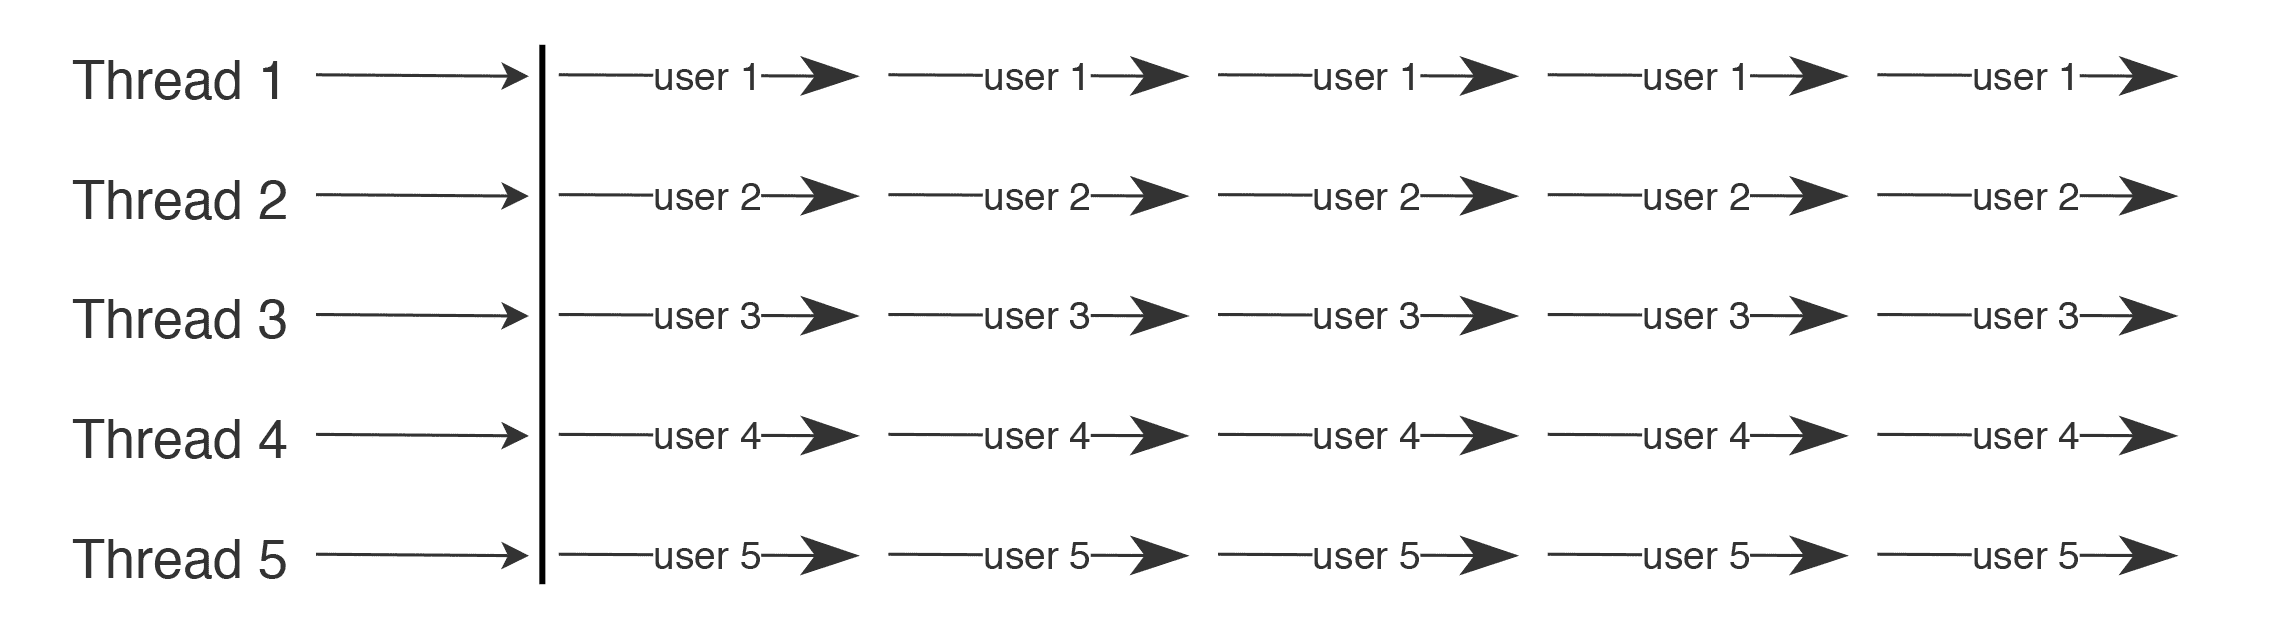 Thread 1 user 1 user 1 user 1 user 1 user 1
Thread 2 user 2 user 2 user 2 user 2 user 2
Thread 3 user 3 user 3 user 3 user 3 user 3
Thread 4 user 4 user 4 user 4 user 4 user 4
Thread 5 user 5 user 5 user 5 user 5 user 5